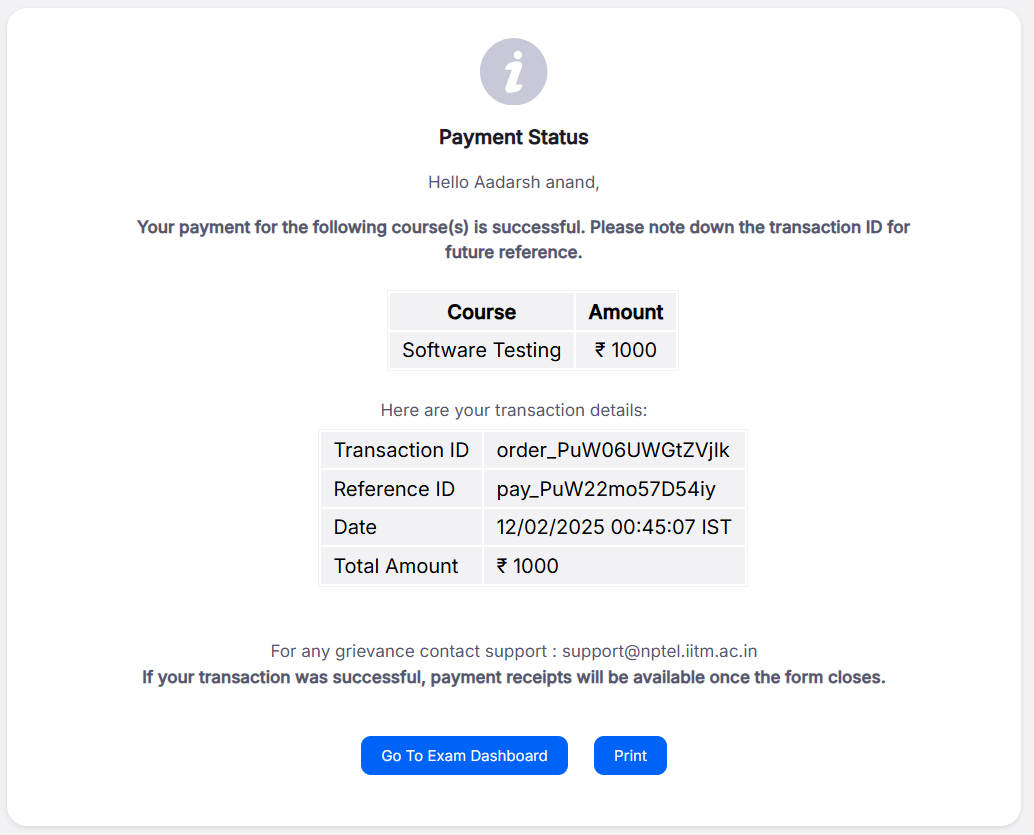 Payment Status
Hello Aadarsh anand,
Your payment for the following course(s) is successful. Please note down the transaction ID for
future reference.
Course Amount
Software Testing ₹ 1000
Here are your transaction details:
Transaction ID order_PuW06UWGtZVjIk
Reference ID pay_PuW22mo57D54iy
Date 12/02/2025 00:45:07 IST
Total Amount ₹ 1000
For any grievance contact support : support@nptel.iitm.ac.in
If your transaction was successful, payment receipts will be available once the form closes.
Go To Exam Dashboard Print